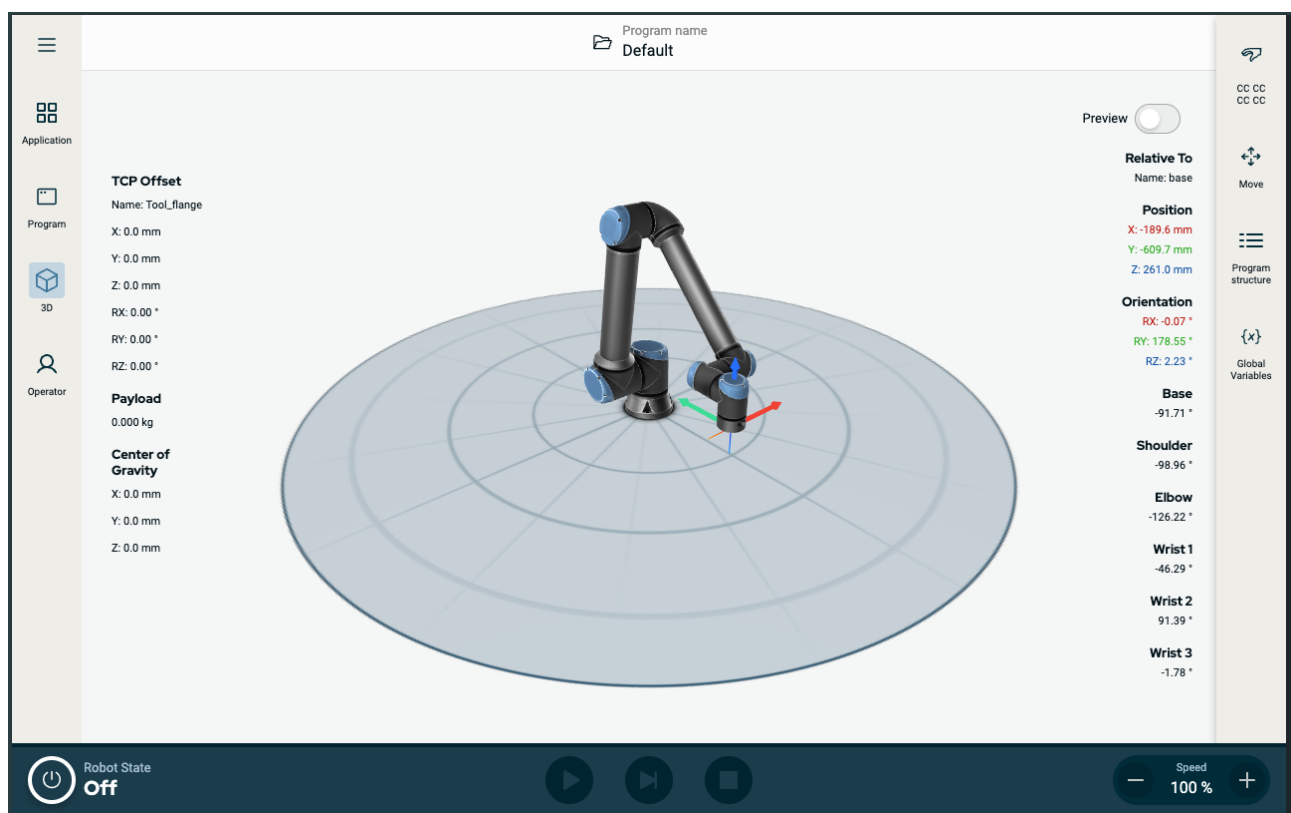 Program name
Default
Application
Program
3D
Operator
TCP Offset
Name: Tool_flange
X: 0.0 mm
Y: 0.0 mm
Z: 0.0 mm
RX: 0.00 °
RY: 0.00 °
RZ: 0.00 °
Payload
0.000 kg
Center of
Gravity
X: 0.0 mm
Y: 0.0 mm
Z: 0.0 mm
Preview
Relative To
Name: base
Position
X: -189.6 mm
Y: -609.7 mm
Z: 261.0 mm
Orientation
RX: -0.07 °
RY: 178.55 °
RZ: 2.23 °
Base
-91.71 °
Shoulder
-98.96 °
Elbow
-126.22 °
Wrist 1
-46.29 °
Wrist 2
91.39 °
Wrist 3
-1.78 °
CC CC
CC CC
Move
Program
structure
{x}
Global
Variables
Robot State
Off
Speed
100 %